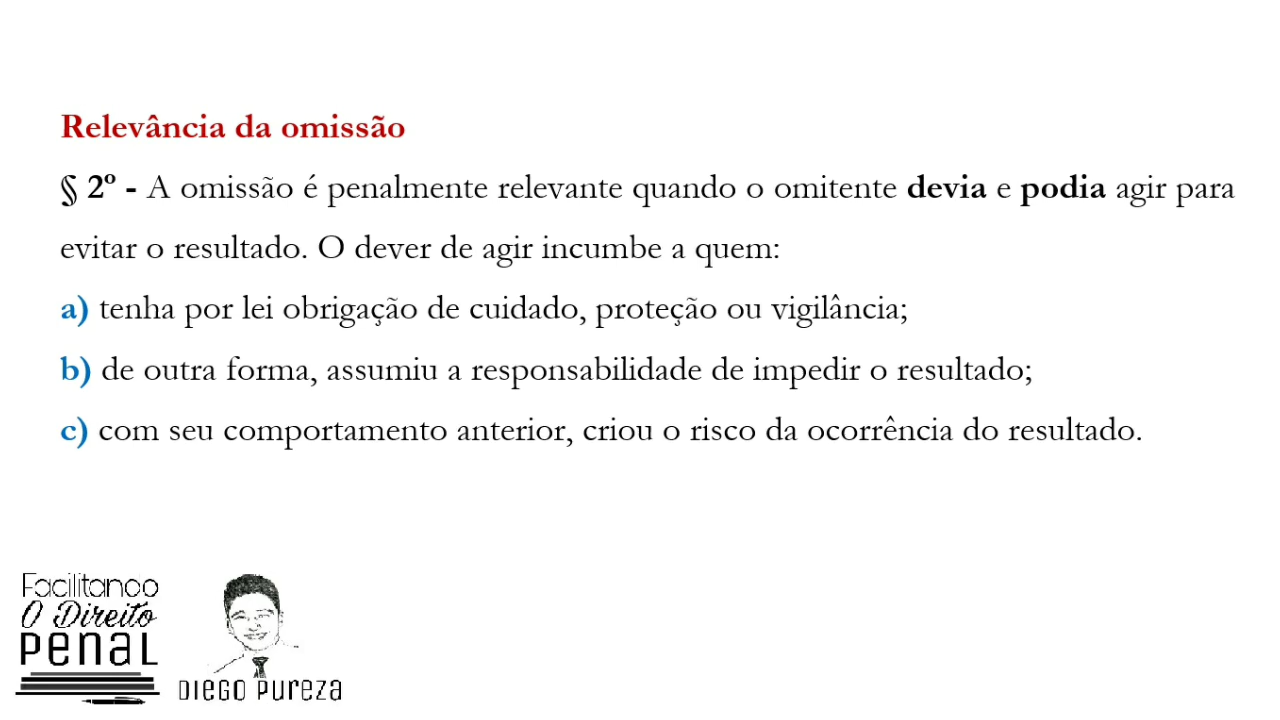 Relevância da omissão
§ 2º - A omissão é penalmente relevante quando o omitente devia e podia agir para
evitar o resultado. O dever de agir incumbe a quem:
a) tenha por lei obrigação de cuidado, proteção ou vigilância;
b) de outra forma, assumiu a responsabilidade de impedir o resultado;
c) com seu comportamento anterior, criou o risco da ocorrência do resultado.
Facilitando
O Direito
Penal
Diego Pureza